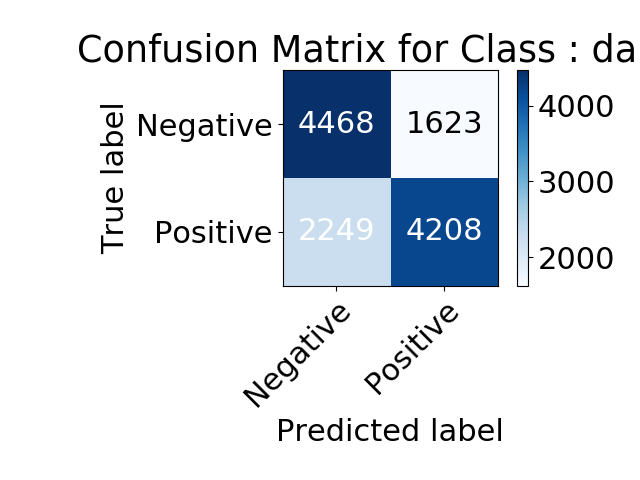 Confusion Matrix for Class : da
True label
Negative 4468 1623
Positive 2249 4208
Negative Positive
Predicted label
4000
3000
2000